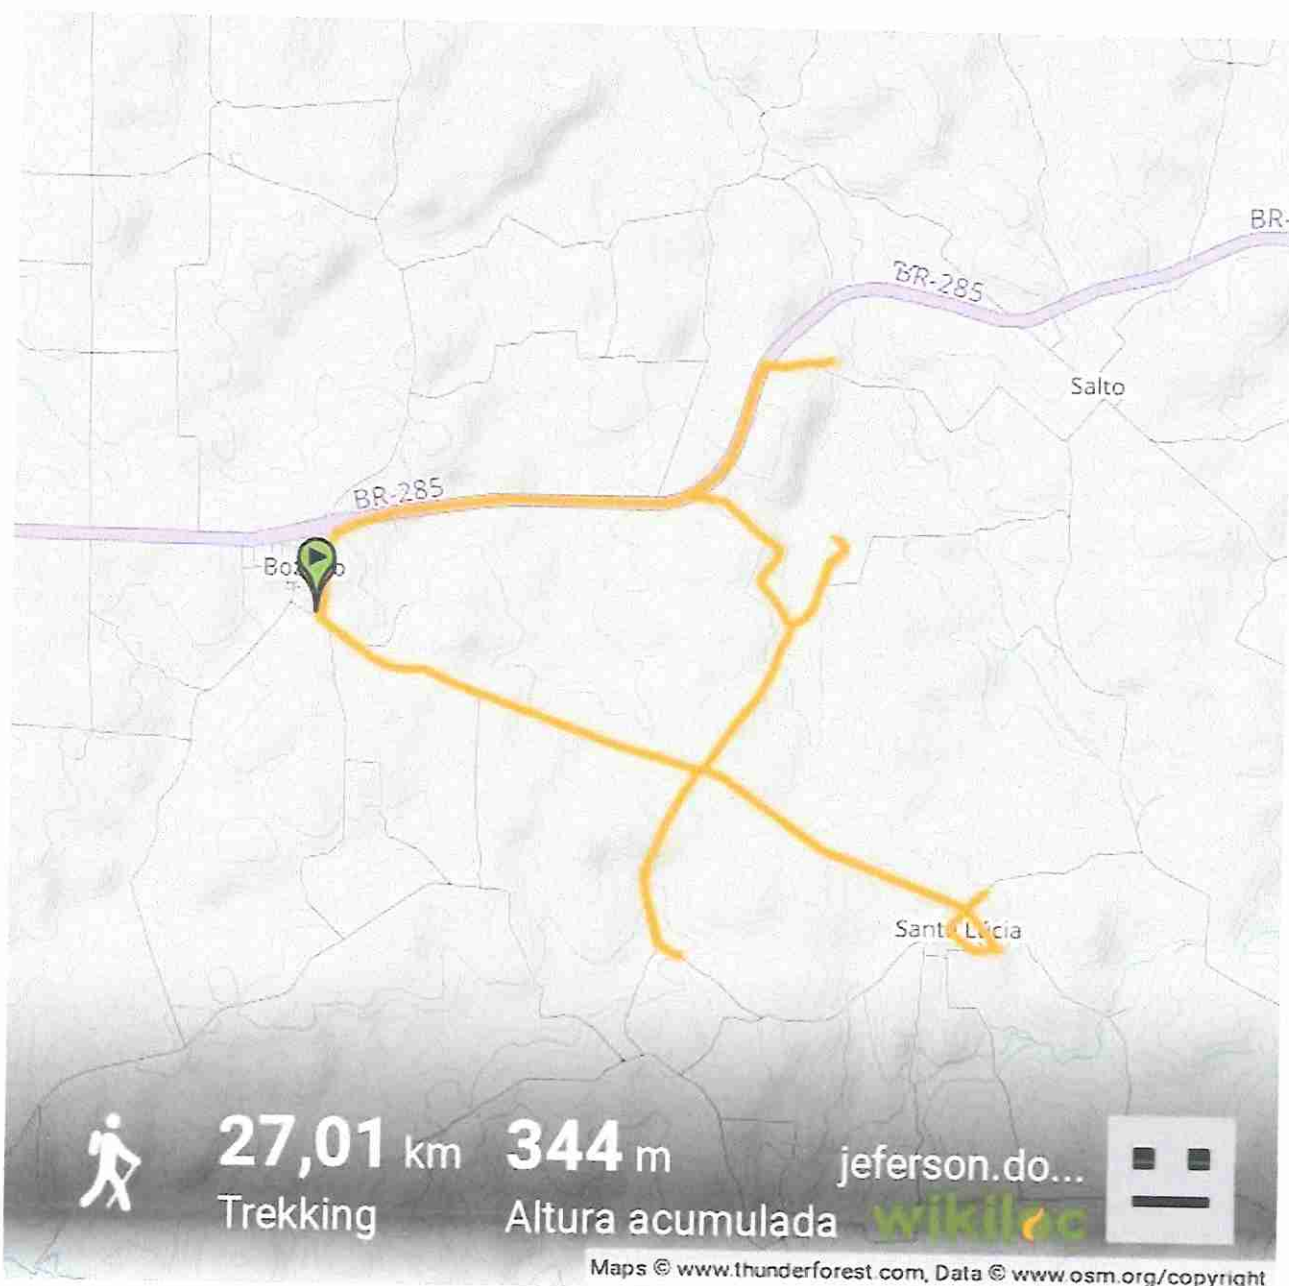 BR-
BR-285
Salto
BR-285
Santa Lúcia
27,01 km
344 m
jeferson.do...
Trekking
Altura acumulada
wikiloc
Maps © www.thunderforest.com, Data © www.osm.org/copyright